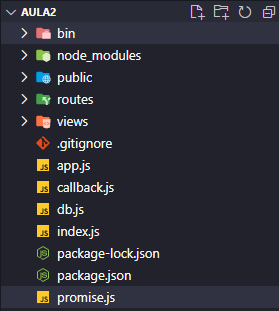 AULA2
bin
node_modules
public
routes
views
.gitignore
app.js
callback.js
db.js
index.js
package-lock.json
package.json
promise.js